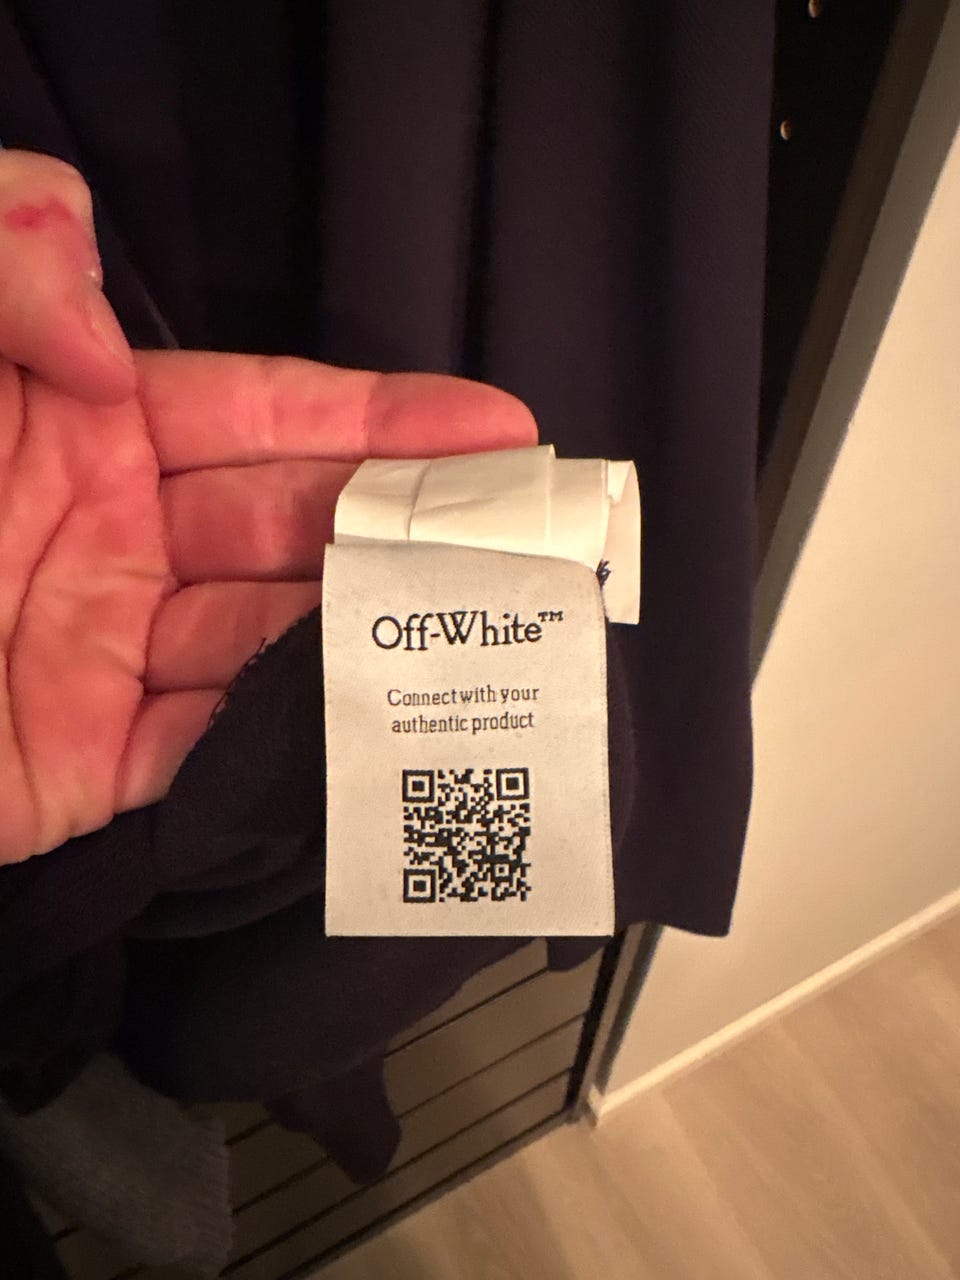 Off-White™
Connect with your
authentic product